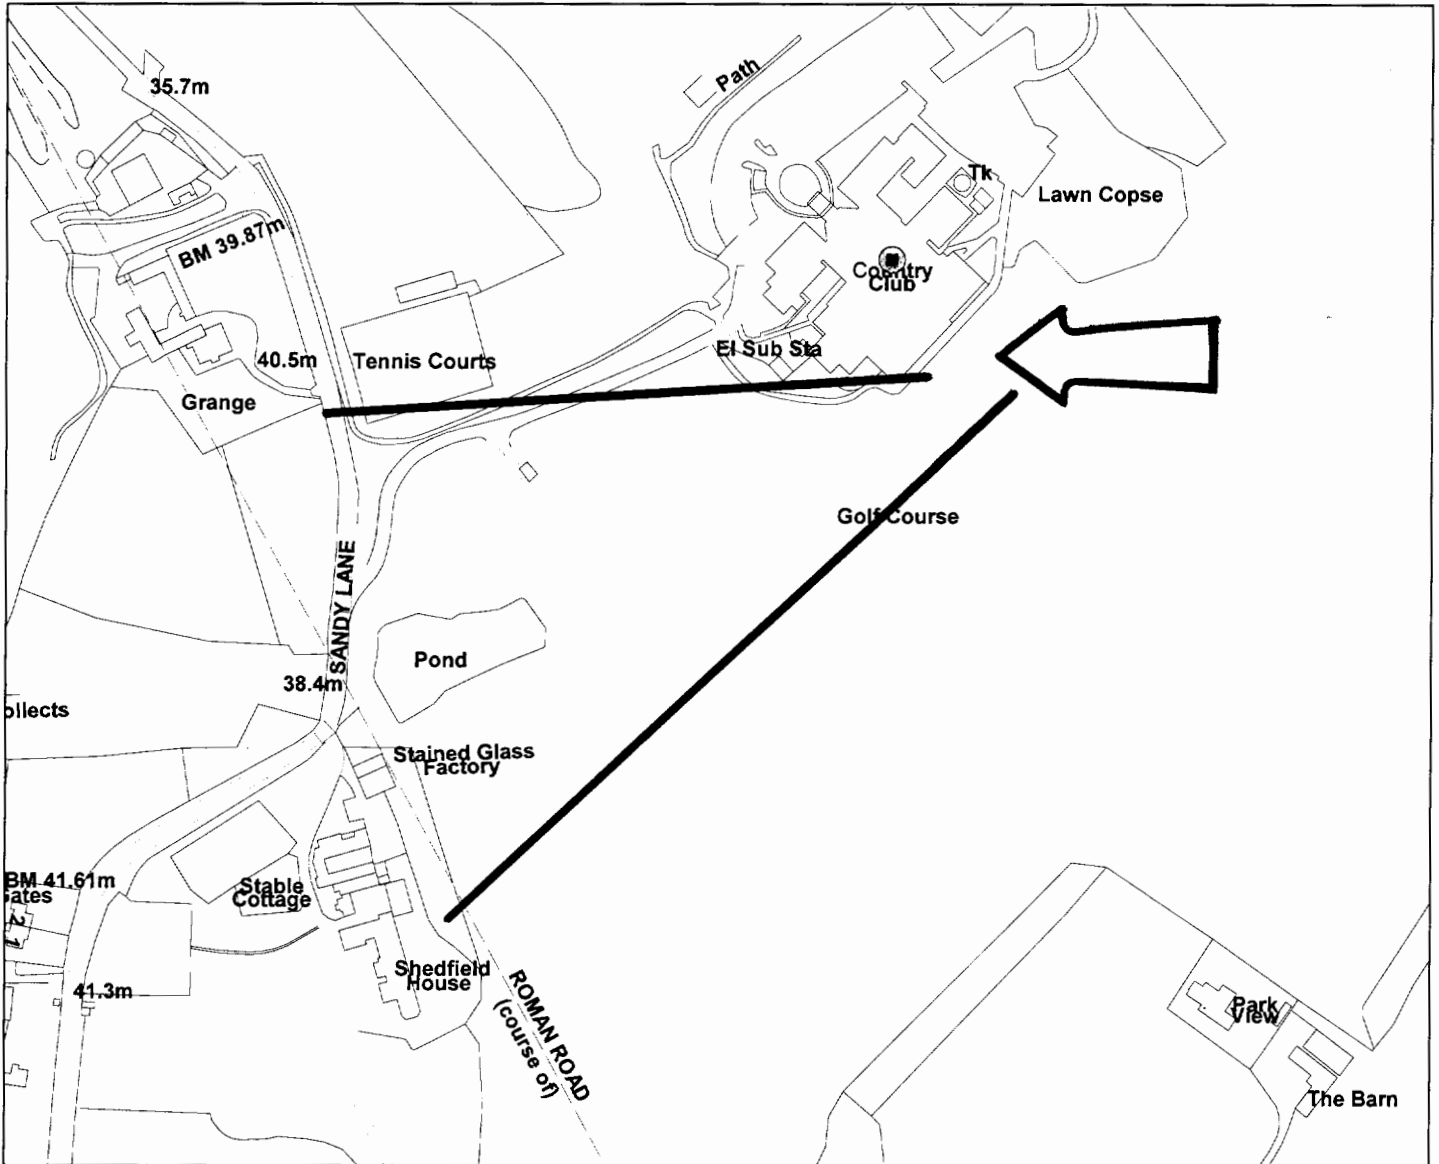 35.7m
Path
Tk
Lawn Copse
BM 39.87m
Country
Club
El Sub Sta
40.5m
Tennis Courts
Grange
Golf Course
SANDY LANE
Pond
38.4m
ollects
Stained Glass
Factory
BM 41.61m
Gates
2
1
Stable
Cottage
Shedfield
House
41.3m
ROMAN ROAD
(course of)
Park
View
The Barn